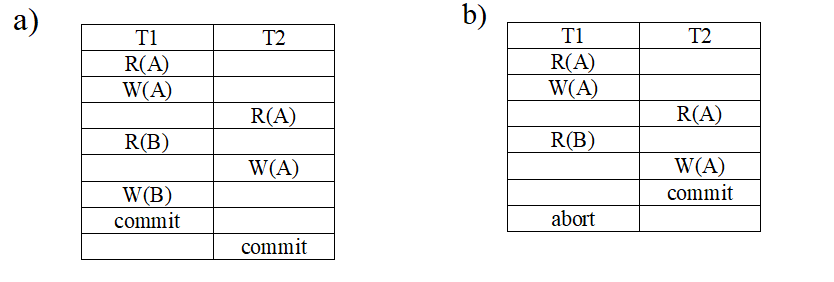 a)
T1 T2
R(A)
W(A)
R(A)
R(B)
W(A)
W(B)
commit
commit
b)
T1 T2
R(A)
W(A)
R(A)
R(B)
W(A)
commit
abort